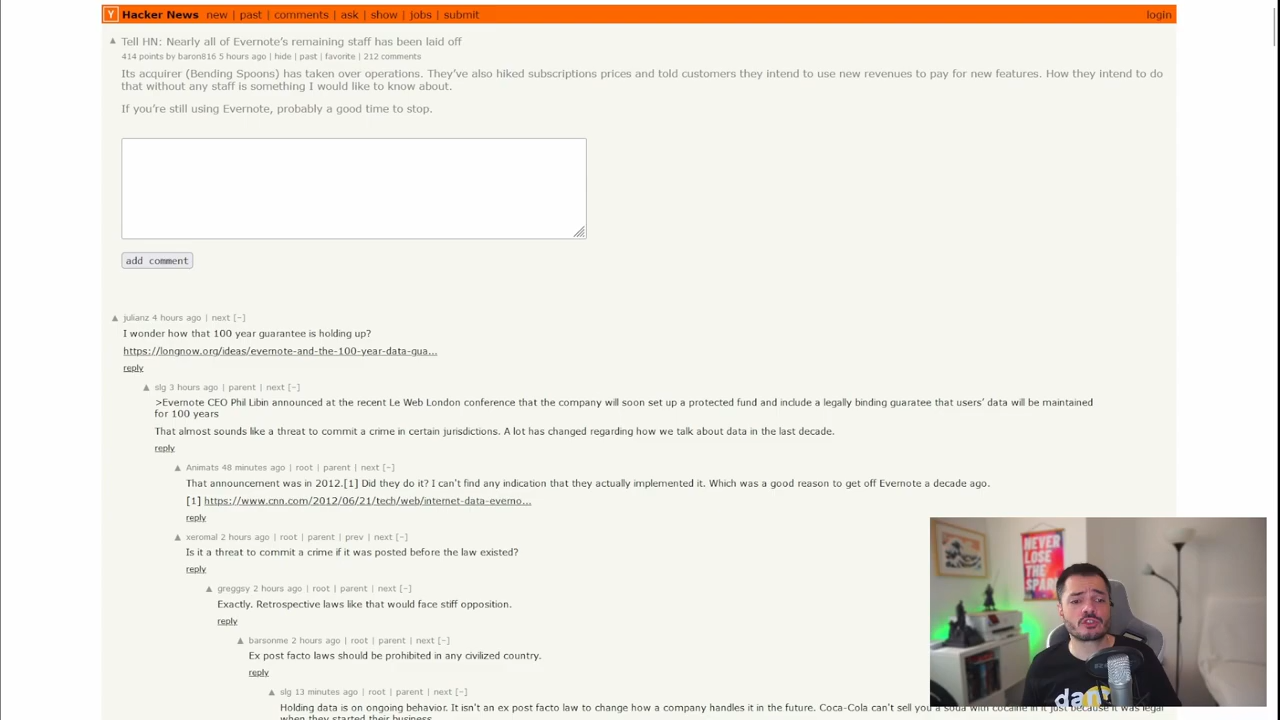 Y Hacker News new | past | comments | ask | show | jobs | submit login
▲ Tell HN: Nearly all of Evernote's remaining staff has been laid off
414 points by baron816 5 hours ago | hide | past | favorite | 212 comments
Its acquirer (Bending Spoons) has taken over operations. They've also hiked subscriptions prices and told customers they intend to use new revenues to pay for new features. How they intend to do
that without any staff is something I would like to know about.
If you're still using Evernote, probably a good time to stop.
add comment
▲ julianz 4 hours ago | next [–]
I wonder how that 100 year guarantee is holding up?
https://longnow.org/ideas/evernote-and-the-100-year-data-gua...
reply
▲ slg 3 hours ago | parent | next [–]
>Evernote CEO Phil Libin announced at the recent Le Web London conference that the company will soon set up a protected fund and include a legally binding guaratee that users' data will be maintained
for 100 years
That almost sounds like a threat to commit a crime in certain jurisdictions. A lot has changed regarding how we talk about data in the last decade.
reply
▲ Animats 48 minutes ago | root | parent | next [–]
That announcement was in 2012.[1] Did they do it? I can't find any indication that they actually implemented it. Which was a good reason to get off Evernote a decade ago.
[1] https://www.cnn.com/2012/06/21/tech/web/internet-data-everno...
reply
▲ xeromal 2 hours ago | root | parent | prev | next [–]
Is it a threat to commit a crime if it was posted before the law existed?
reply
▲ greggsy 2 hours ago | root | parent | next [–]
Exactly. Retrospective laws like that would face stiff opposition.
reply
▲ barsonme 2 hours ago | root | parent | next [–]
Ex post facto laws should be prohibited in any civilized country.
reply
▲ slg 13 minutes ago | root | parent | next [–]
Holding data is on ongoing behavior. It isn't an ex post facto law to change how a company handles it in the future. Coca-Cola can't sell you a soda with cocaine in it just because it was legal
when they started their business.
NEVER
LOSE
THE
SPARK